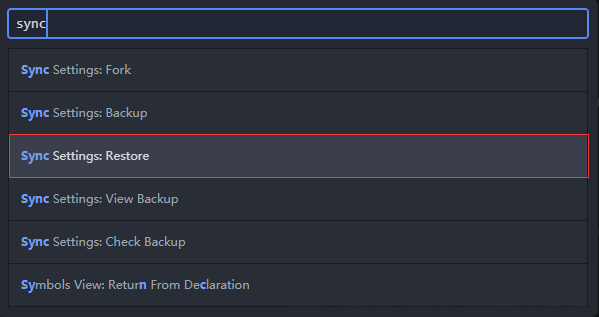 sync
Sync Settings: Fork
Sync Settings: Backup
Sync Settings: Restore
Sync Settings: View Backup
Sync Settings: Check Backup
Symbols View: Return From Declaration